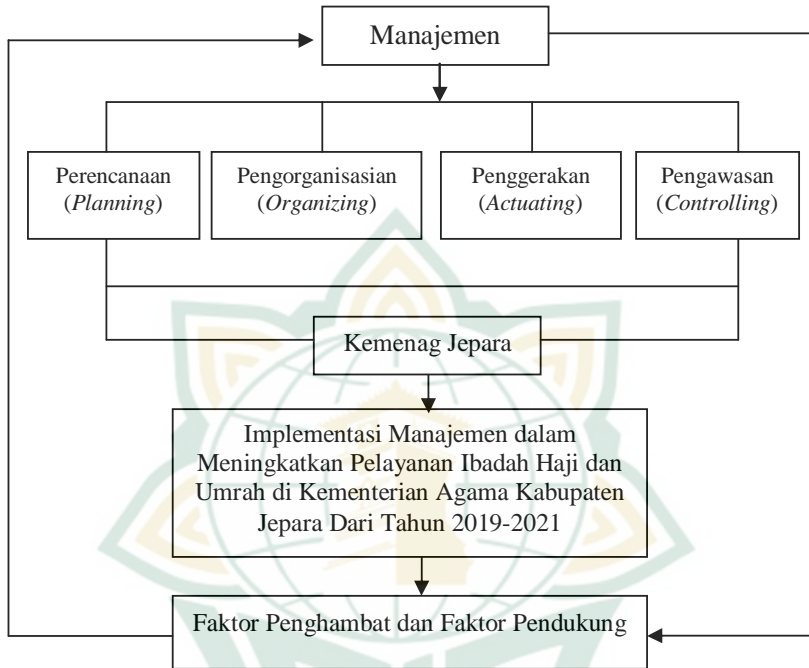 Manajemen
Perencanaan
(Planning)
Pengorganisasian
(Organizing)
Penggerakan
(Actuating)
Pengawasan
(Controlling)
Kemenag Jepara
Implementasi Manajemen dalam
Meningkatkan Pelayanan Ibadah Haji dan
Umrah di Kementerian Agama Kabupaten
Jepara Dari Tahun 2019-2021
Faktor Penghambat dan Faktor Pendukung